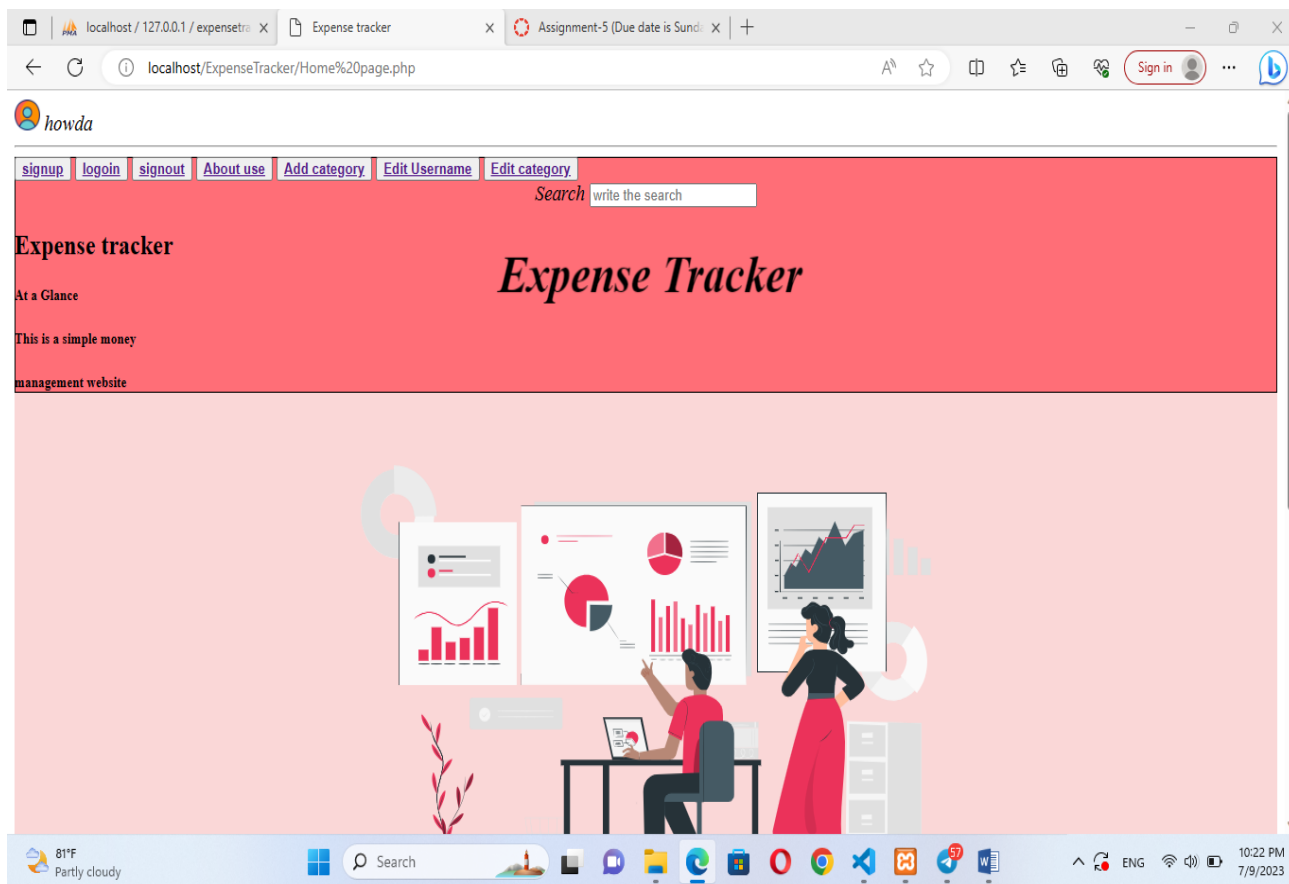 localhost / 127.0.0.1 / expensetra
Expense tracker
Assignment-5 (Due date is Sunda
localhost/ExpenseTracker/Home%20page.php
Sign in
howda
signup logoin signout About use Add category Edit Username Edit category
Search write the search
Expense tracker
Expense Tracker
At a Glance
This is a simple money
management website
81°F
Partly cloudy
Search
57
ENG
10:22 PM
7/9/2023